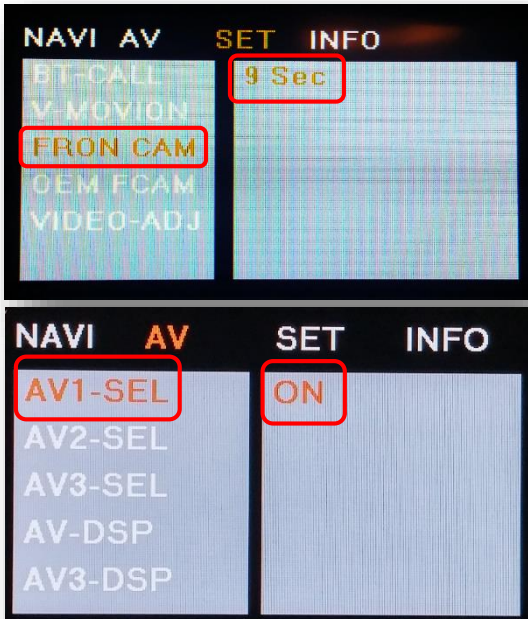 NAVI AV SET INFO
BT-CALL 9 Sec
V-MOVION
FRON CAM
OEM FCAM
VIDEO-ADJ
NAVI AV SET INFO
AV1-SEL ON
AV2-SEL
AV3-SEL
AV-DSP
AV3-DSP